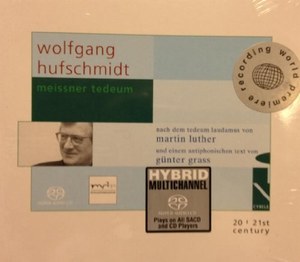 wolfgang
hufschmidt
meissner tedeum
world premiere recording
nach dem tedeum laudamus von
martin luther
und einem antiphonischen text von
günter grass
HYBRID
MULTICHANNEL
Plays on All SACD
and CD Players
CYBELE
20 | 21st
century